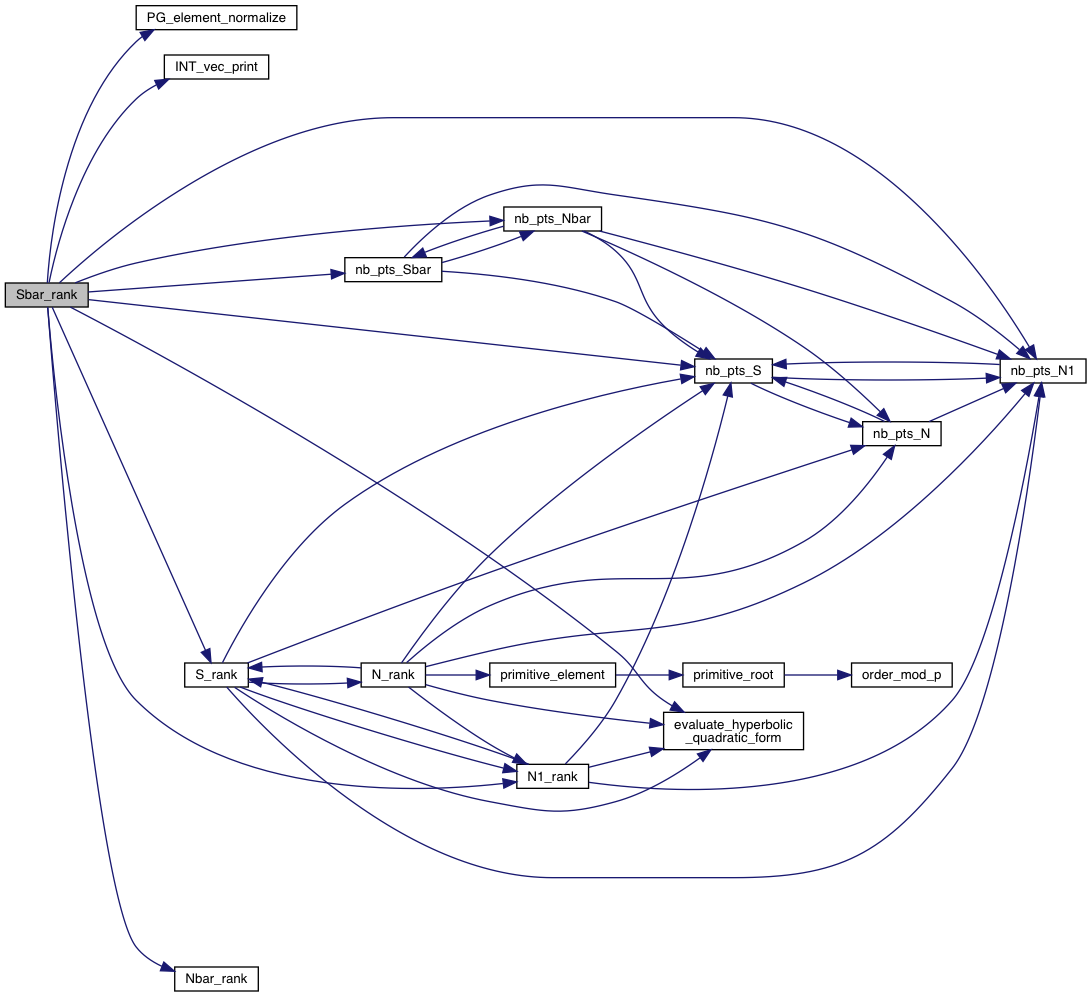 PG_element_normalize
INT_vec_print
nb_pts_Nbar
nb_pts_Sbar
Sbar_rank
nb_pts_S
nb_pts_N1
nb_pts_N
S_rank
N_rank
primitive_element
primitive_root
order_mod_p
evaluate_hyperbolic
_quadratic_form
N1_rank
Nbar_rank